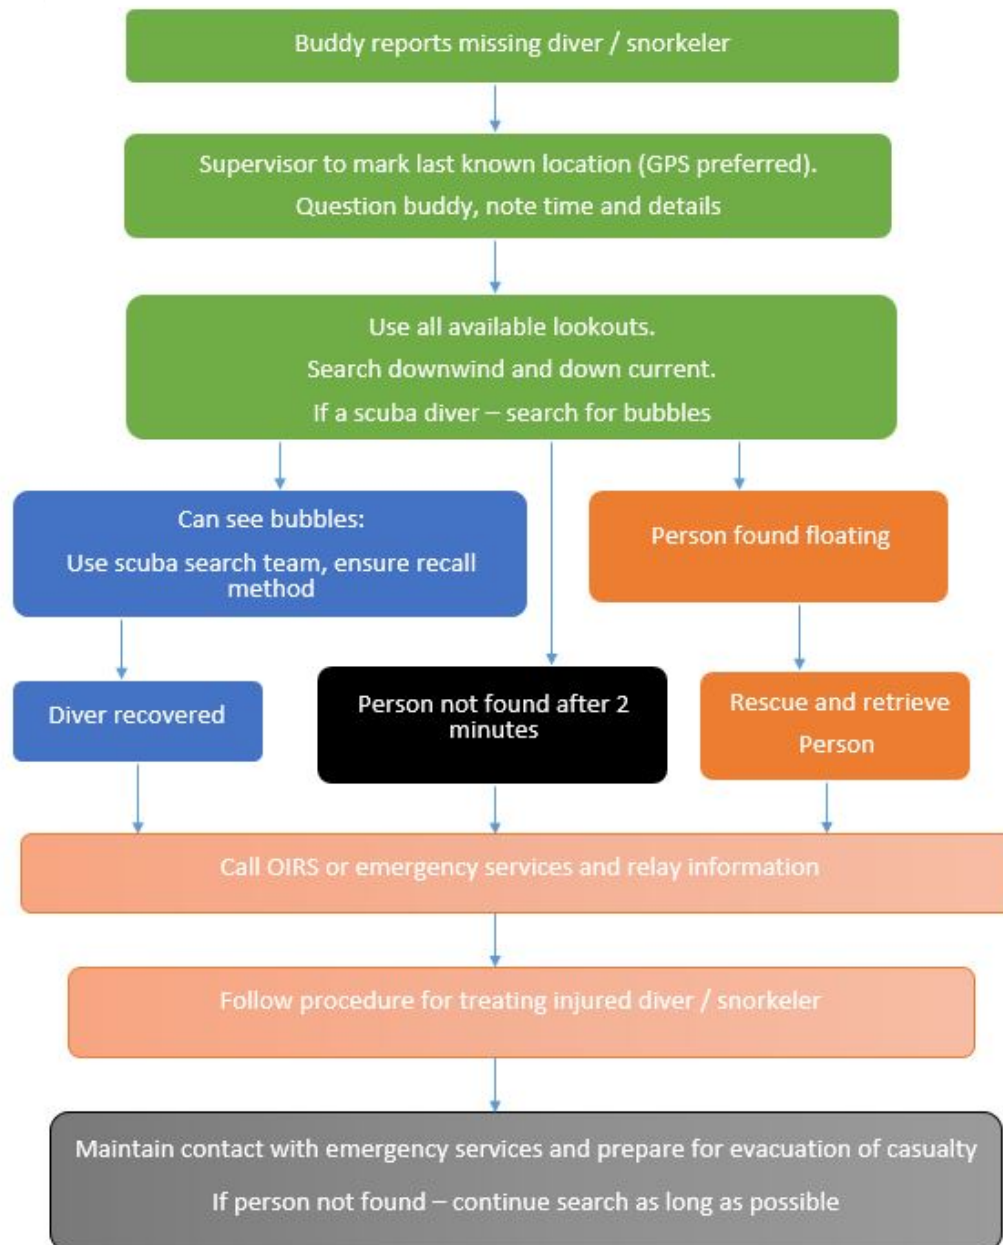 Buddy reports missing diver / snorkeler
Supervisor to mark last known location (GPS preferred).
Question buddy, note time and details
Use all available lookouts.
Search downwind and down current.
If a scuba diver – search for bubbles
Can see bubbles:
Use scuba search team, ensure recall
method
Person found floating
Diver recovered
Person not found after 2
minutes
Rescue and retrieve
Person
Call OIRS or emergency services and relay information
Follow procedure for treating injured diver / snorkeler
Maintain contact with emergency services and prepare for evacuation of casualty
If person not found – continue search as long as possible